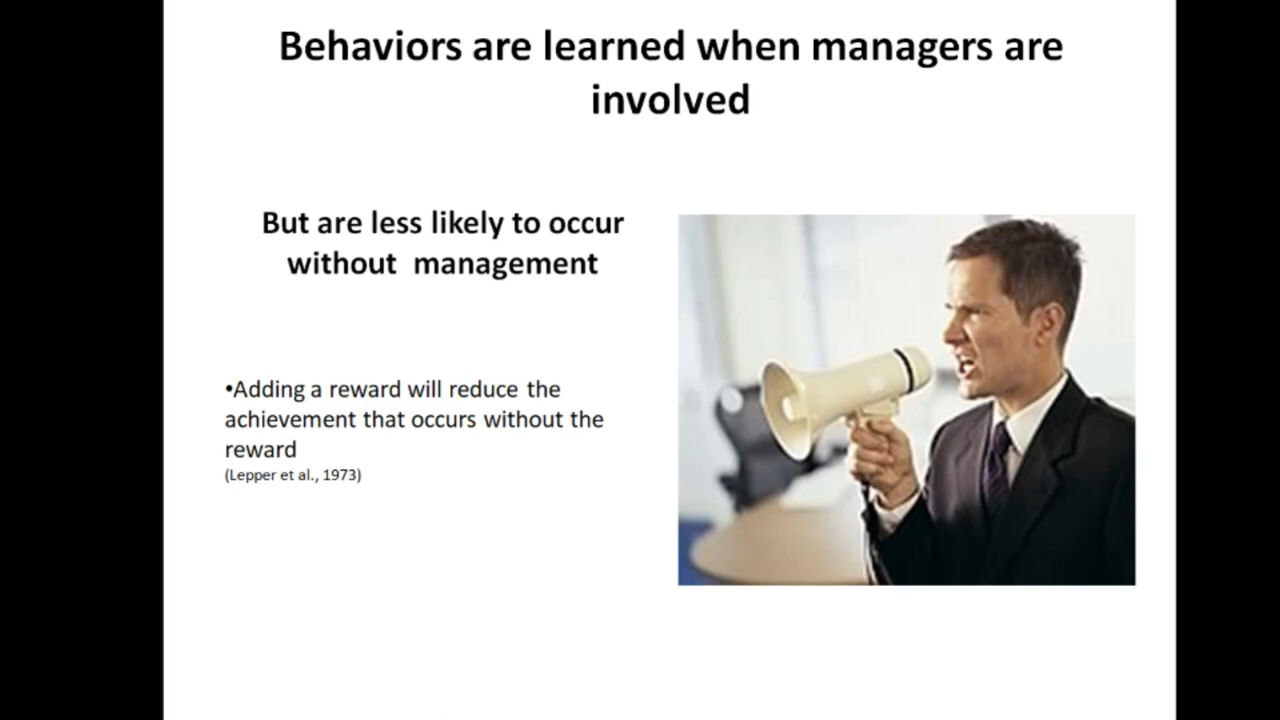 Behaviors are learned when managers are
involved
But are less likely to occur
without  management
•Adding a reward will reduce the
achievement that occurs without the
reward
(Lepper et al., 1973)